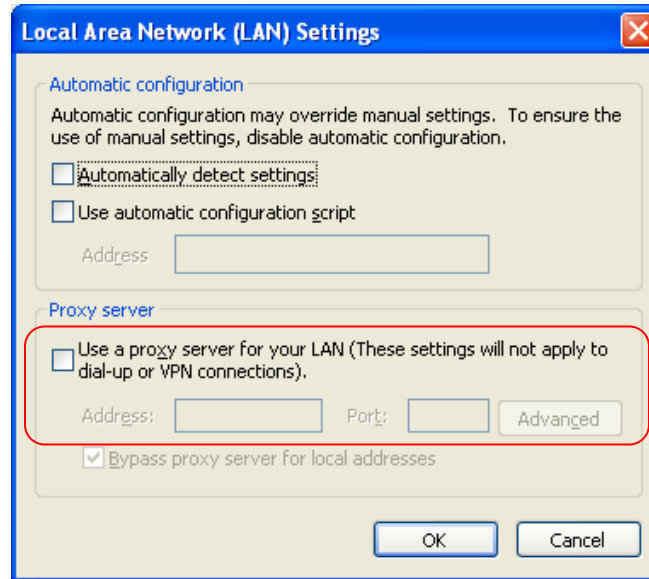 Local Area Network (LAN) Settings
Automatic configuration
Automatic configuration may override manual settings. To ensure the
use of manual settings, disable automatic configuration.
Automatically detect settings
Use automatic configuration script
Address
Proxy server
Use a proxy server for your LAN (These settings will not apply to
dial-up or VPN connections).
Address: Port: Advanced
Bypass proxy server for local addresses
OK Cancel